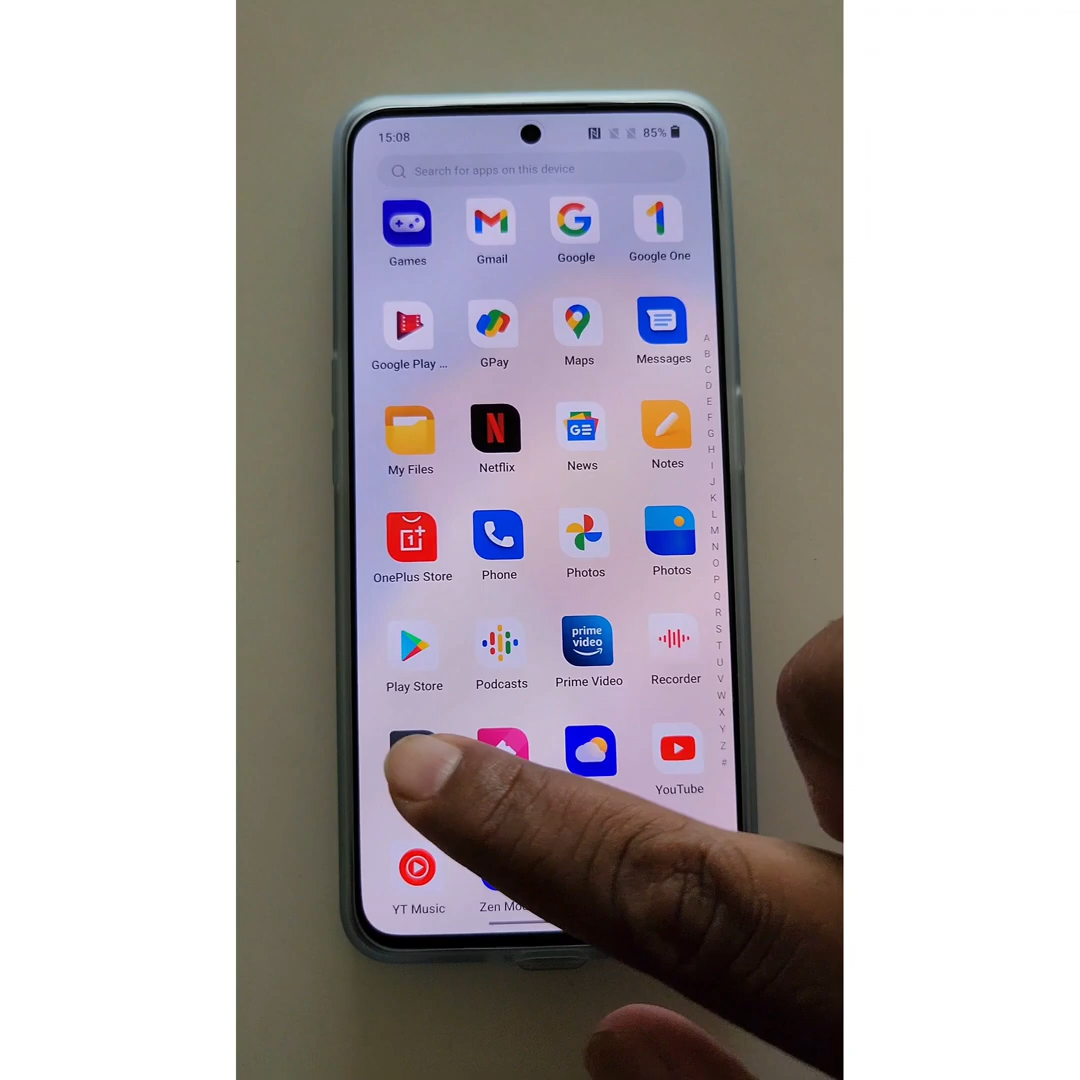 15:08 85%
Search for apps on this device
Games Gmail Google Google One
Google Play ... GPay Maps Messages
My Files Netflix News Notes
OnePlus Store Phone Photos Photos
prime
video
Play Store Podcasts Prime Video Recorder
YouTube
YT Music Zen Mo
A
B
C
D
E
F
G
H
I
J
K
L
M
N
O
P
Q
R
S
T
U
V
W
X
Y
Z
#